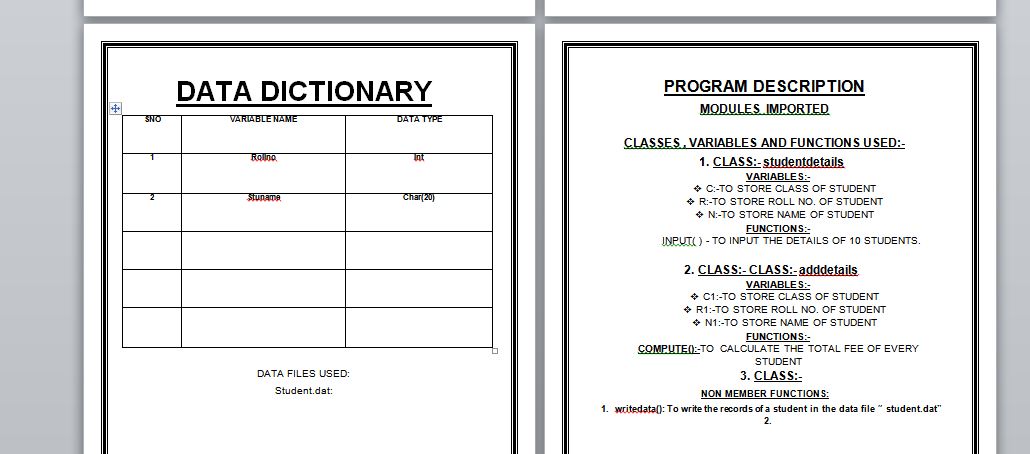 DATA DICTIONARY
SNO VARIABLE NAME DATA TYPE
1 Rollno Int
2 Stuname Char(20)
DATA FILES USED:
Student.dat:
PROGRAM DESCRIPTION
MODULES IMPORTED
CLASSES , VARIABLES AND FUNCTIONS USED:-
1. CLASS:- studentdetails
VARIABLES:-
❖ C:-TO STORE CLASS OF STUDENT
❖ R:-TO STORE ROLL NO. OF STUDENT
❖ N:-TO STORE NAME OF STUDENT
FUNCTIONS:-
INPUT( ) - TO INPUT THE DETAILS OF 10 STUDENTS.
2. CLASS:- CLASS:- adddetails
VARIABLES:-
❖ C1:-TO STORE CLASS OF STUDENT
❖ R1:-TO STORE ROLL NO. OF STUDENT
❖ N1:-TO STORE NAME OF STUDENT
FUNCTIONS:-
COMPUTE():-TO CALCULATE THE TOTAL FEE OF EVERY
STUDENT
3. CLASS:-
NON MEMBER FUNCTIONS:
1. writedata(): To write the records of a student in the data file " student.dat"
2.